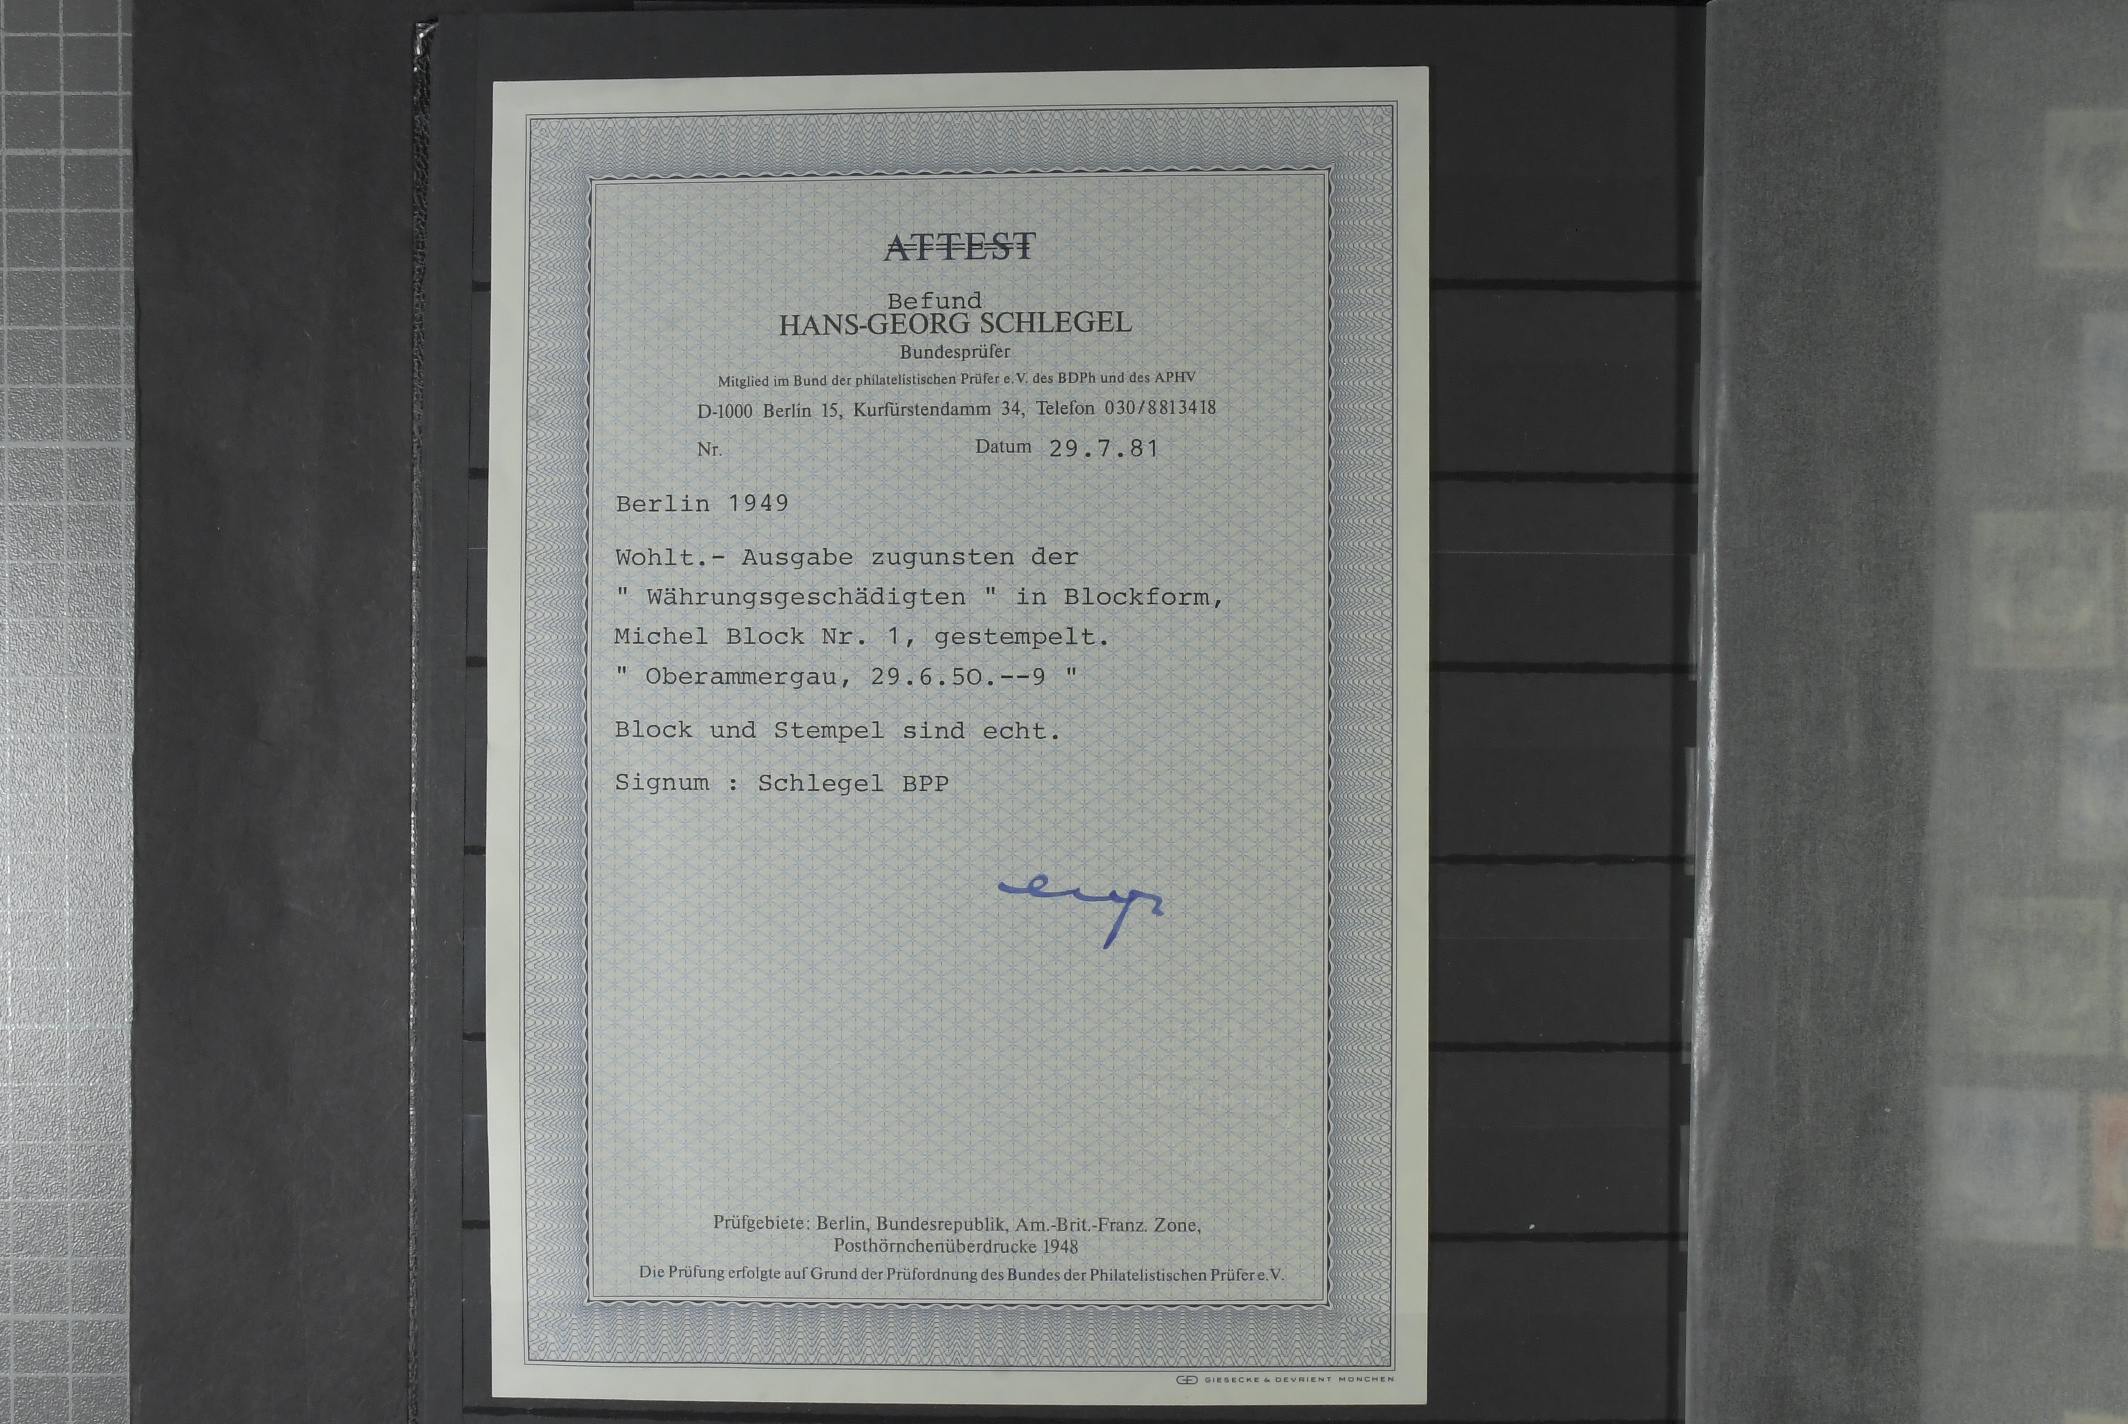 ATTEST
Befund
HANS-GEORG SCHLEGEL
Bundesprüfer
Mitglied im Bund der philatelistischen Prüfer e.V. des BDPh und des APHV
D-1000 Berlin 15, Kurfürstendamm 34, Telefon 030/8813418
Nr. Datum 29.7.81
Berlin 1949
Wohlt.- Ausgabe zugunsten der
" Währungsgeschädigten " in Blockform,
Michel Block Nr. 1, gestempelt.
" Oberammergau, 29.6.50.--9 "
Block und Stempel sind echt.
Signum : Schlegel BPP
Prüfgebiete: Berlin, Bundesrepublik, Am.-Brit.-Franz. Zone,
Posthörnchenüberdrucke 1948
Die Prüfung erfolgte auf Grund der Prüfordnung des Bundes der Philatelistischen Prüfer e.V.
GIESECKE & DEVRIENT MÜNCHEN